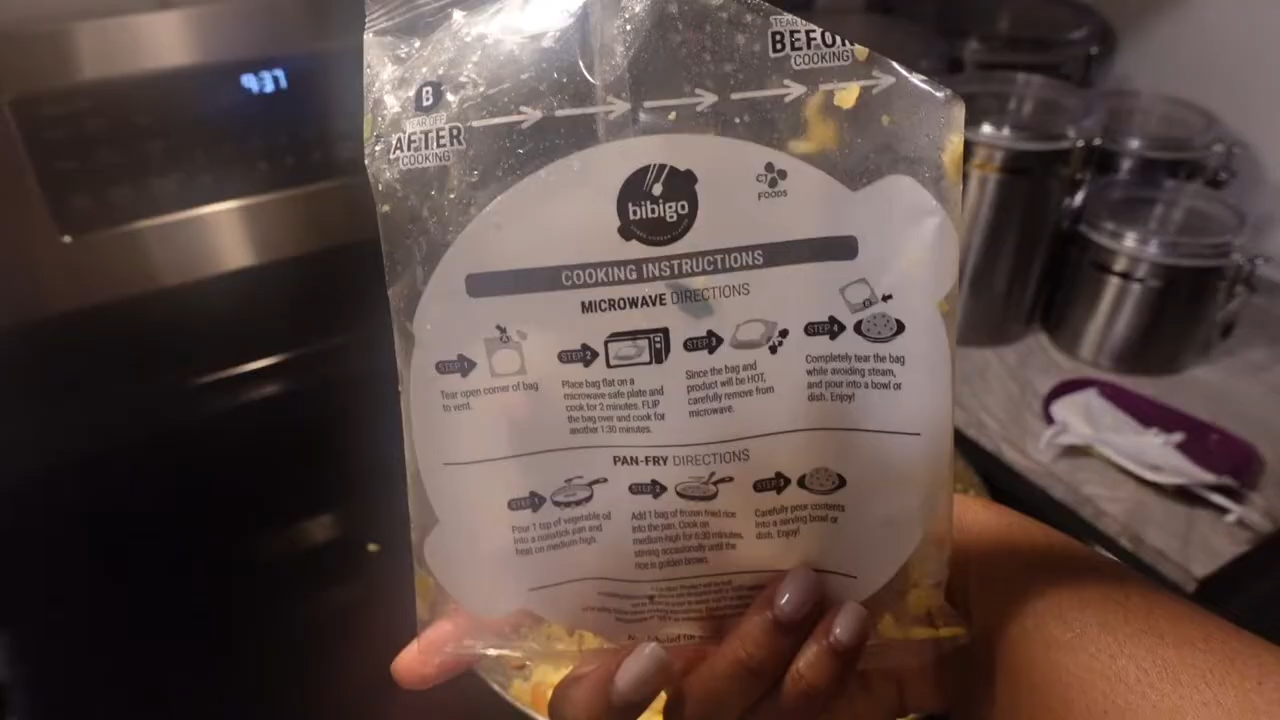 9:37
TEAR
BEFOR
COOKING
B
TEAR OFF
AFTER
COOKING
bibigo
CJ
FOODS
COOKING INSTRUCTIONS
MICROWAVE DIRECTIONS
STEP 1
Tear open corner of bag
to vent.
STEP 2
Place bag flat on a
microwave safe plate and
cook for 2 minutes. FLIP
the bag over and cook for
another 1:30 minutes.
STEP 3
Since the bag and
product will be HOT,
carefully remove from
microwave.
STEP 4
Completely tear the bag
while avoiding steam,
and pour into a bowl or
dish. Enjoy!
PAN-FRY DIRECTIONS
STEP 1
Pour 1 tbsp of vegetable oil
into a nonstick pan and
heat on medium-high.
STEP 2
Add 1 bag of frozen fried rice
into the pan. Cook on
medium-high for 6:30 minutes,
stirring occasionally until the
rice is golden brown.
STEP 3
Carefully pour contents
into a serving bowl or
dish. Enjoy!
Not labeled for